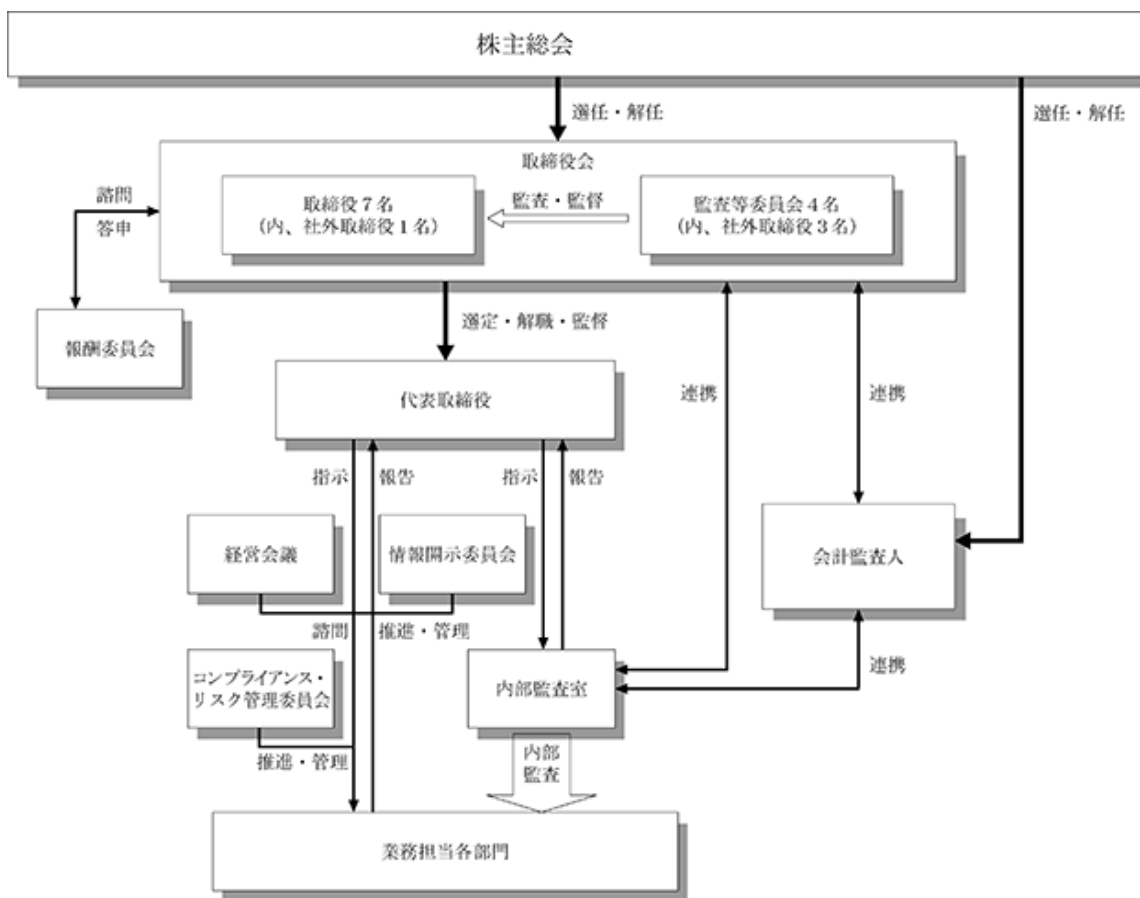 株主総会
選任・解任
選任・解任
取締役会
諮問
答申
取締役7名
(内、社外取締役1名)
監査・監督
監査等委員会4名
(内、社外取締役3名)
選定・解職・監督
報酬委員会
代表取締役
連携
連携
指示
報告
指示
報告
経営会議
情報開示委員会
会計監査人
諮問
推進・管理
コンプライアンス・
リスク管理委員会
内部監査室
連携
推進・管理
内部
監査
業務担当各部門